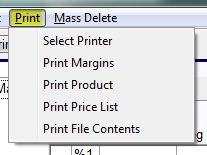 Print Mass Delete
Select Printer
Print Margins
Print Product
Print Price List
Print File Contents
%1